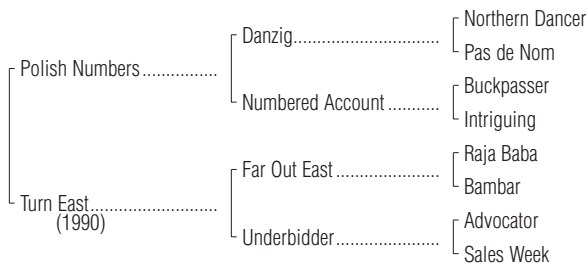 Northern Dancer
Danzig
Pas de Nom
Polish Numbers
Buckpasser
Numbered Account
Intriguing
Raja Baba
Far Out East
Bambar
Turn East
(1990)
Advocator
Underbidder
Sales Week